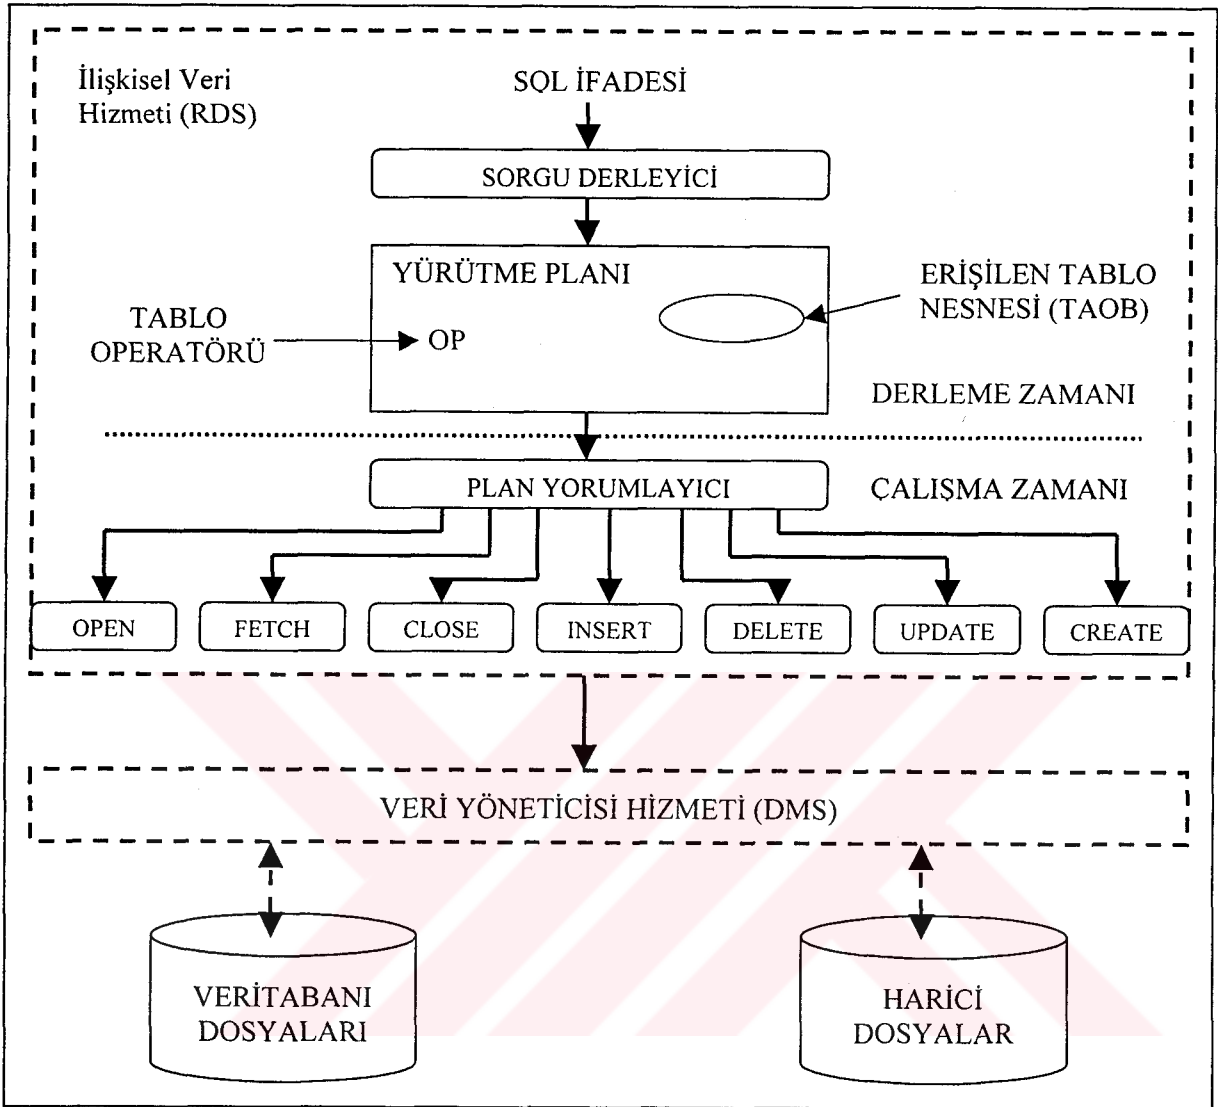 İlişkisel Veri
Hizmeti (RDS)
SQL İFADESİ
SORGU DERLEYİCİ
YÜRÜTME PLANI
ERİŞİLEN TABLO
NESNESİ (TAOB)
TABLO
OPERATÖRÜ
OP
DERLEME ZAMANI
PLAN YORUMLAYICI
ÇALIŞMA ZAMANI
OPEN
FETCH
CLOSE
INSERT
DELETE
UPDATE
CREATE
VERİ YÖNETİCİSİ HİZMETİ (DMS)
VERİTABANI
DOSYALARI
HARİCİ
DOSYALAR